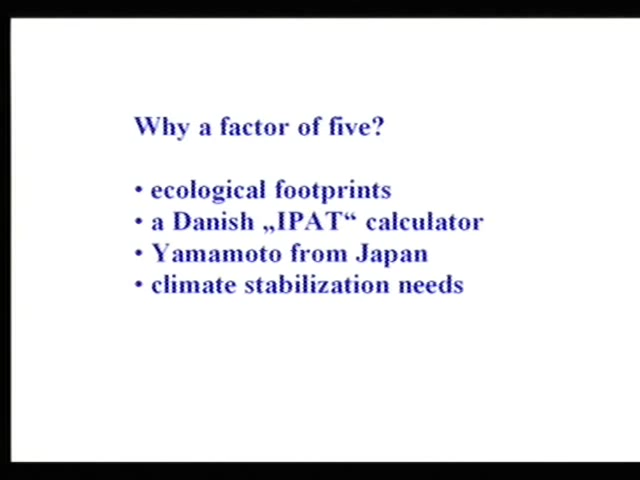 Why a factor of five?
• ecological footprints
• a Danish „IPAT“ calculator
• Yamamoto from Japan
• climate stabilization needs